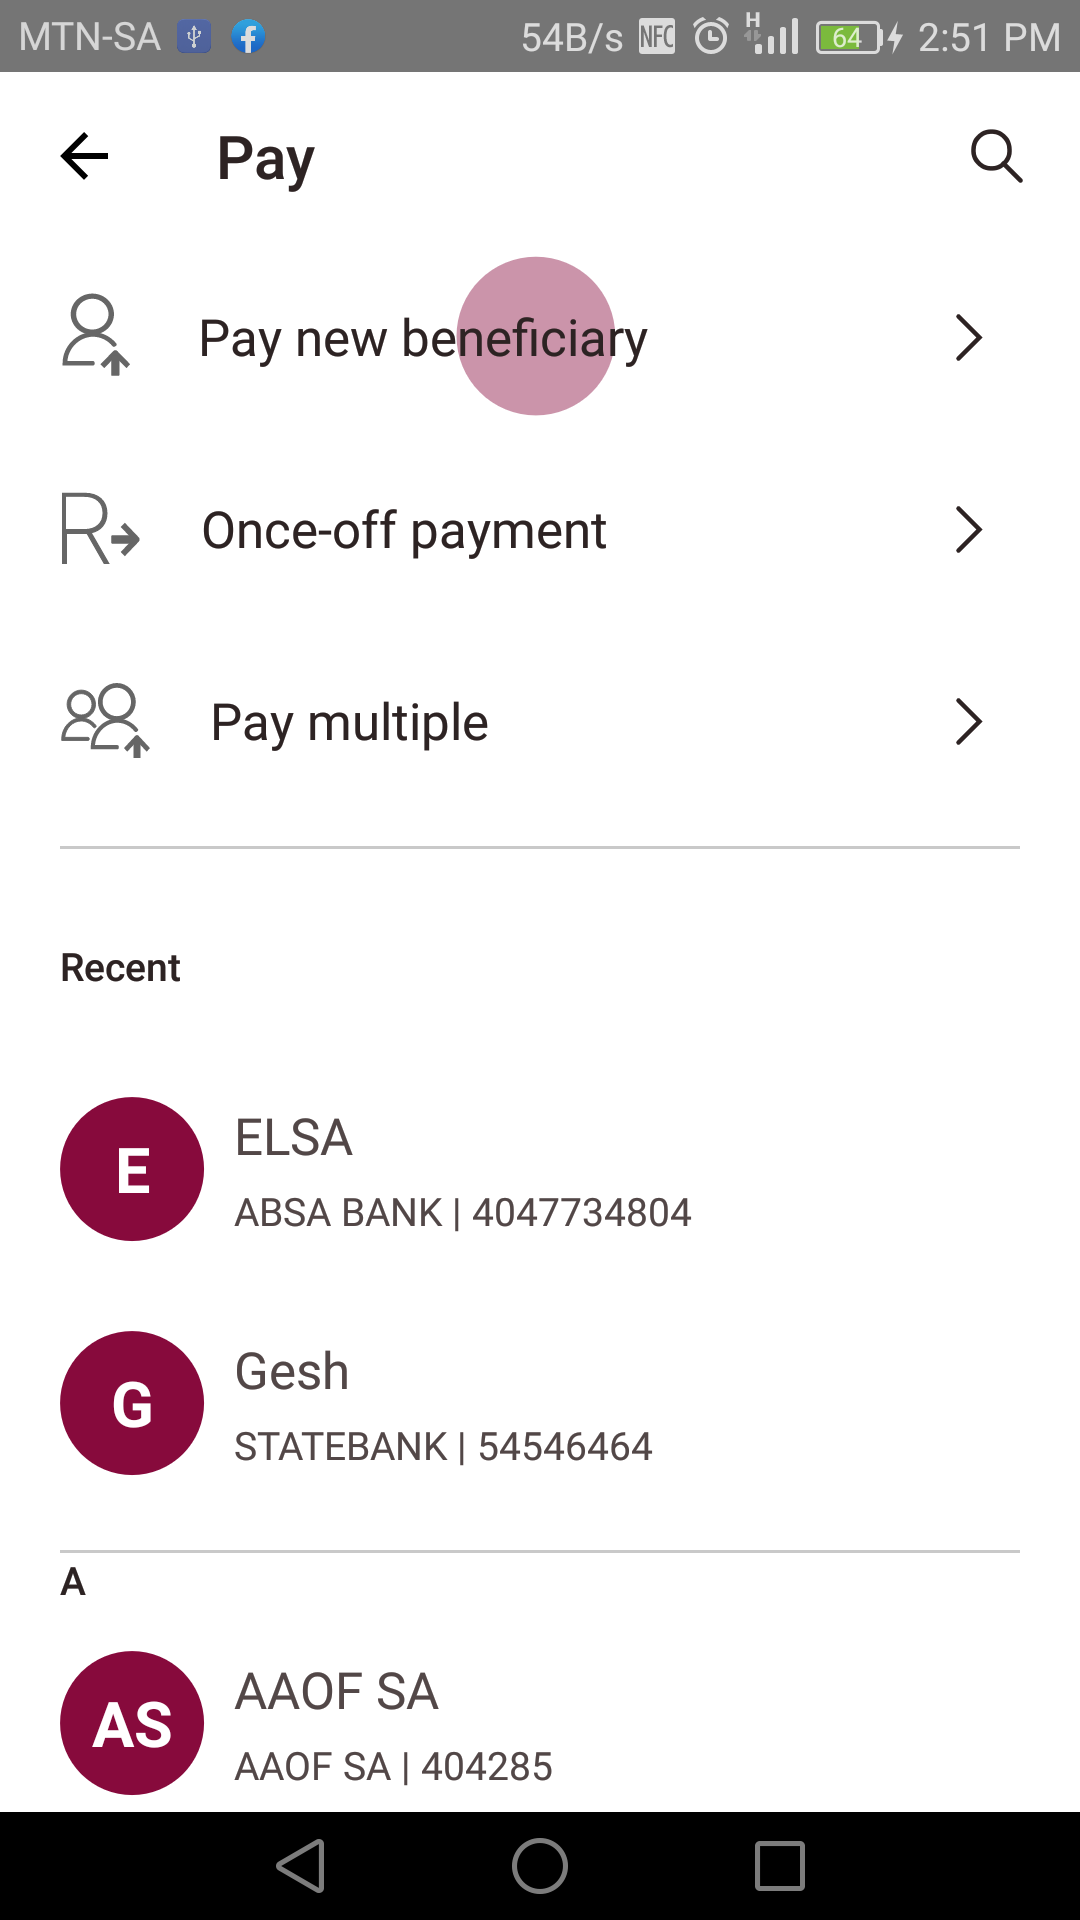 MTN-SA 54B/s NFC H 64 2:51 PM
Pay
Pay new beneficiary
R Once-off payment
Pay multiple
Recent
E ELSA
ABSA BANK | 4047734804
G Gesh
STATEBANK | 54546464
A
AS AAOF SA
AAOF SA | 404285